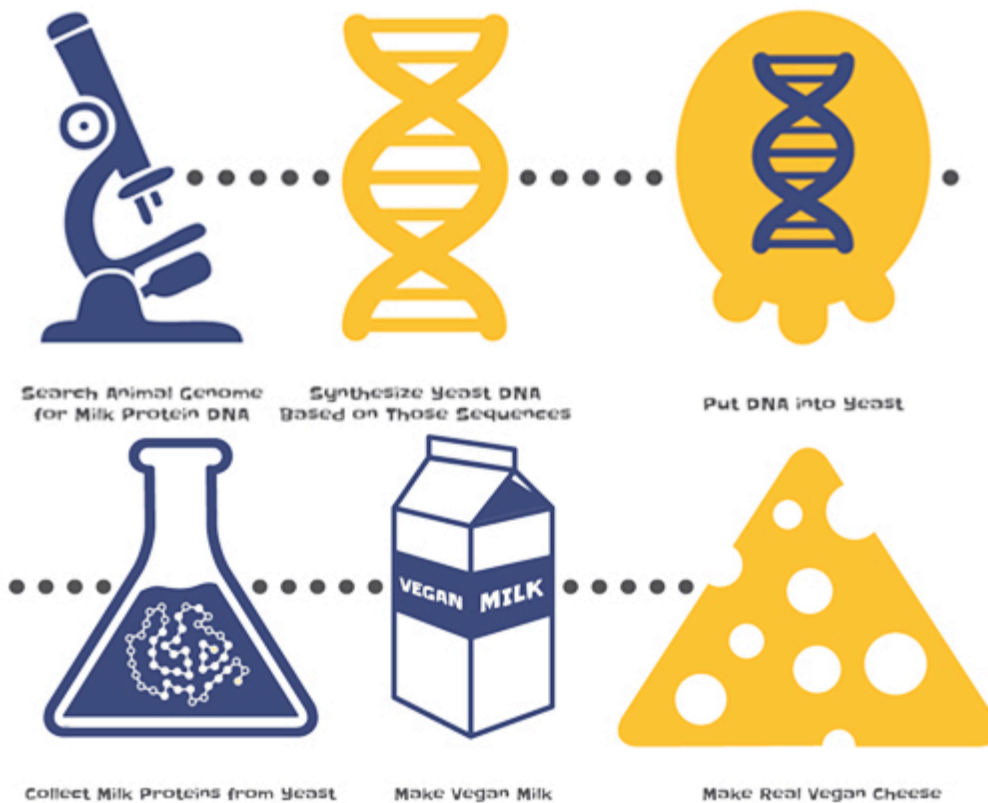 Search Animal Genome
for Milk Protein DNA
Synthesize Yeast DNA
Based on Those Sequences
Put DNA into Yeast
VEGAN MILK
Collect Milk Proteins from Yeast
Make Vegan Milk
Make Real Vegan Cheese